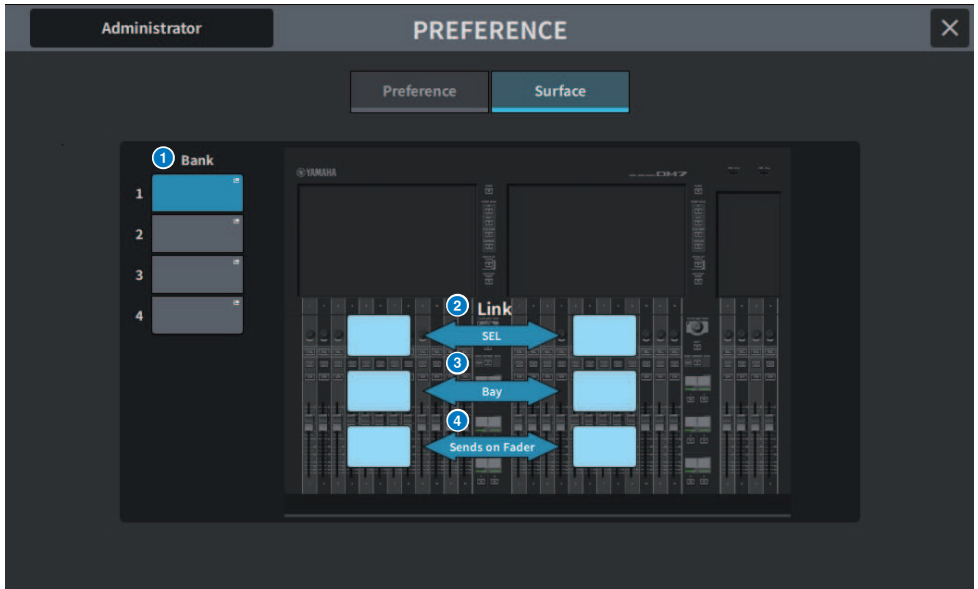 Administrator
PREFERENCE
Preference
Surface
1 Bank
YAMAHA
DM7
1
2
3
4
2 Link
SEL
3
Bay
4
Sends on Fader